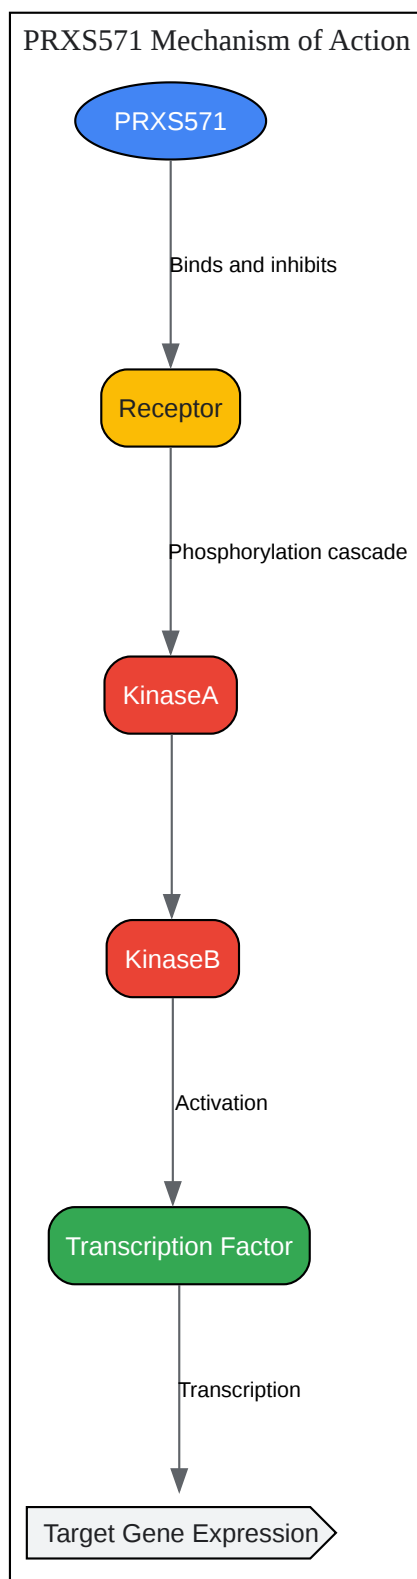 PRXS571 Mechanism of Action
PRXS571
Binds and inhibits
Receptor
Phosphorylation cascade
KinaseA
KinaseB
Activation
Transcription Factor
Transcription
Target Gene Expression